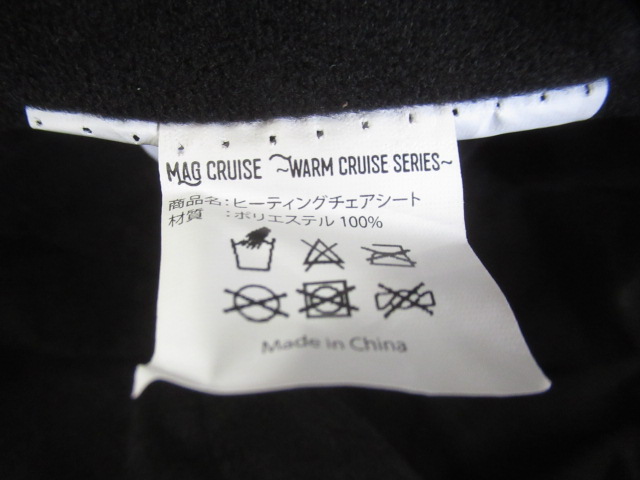 MAG CRUISE ~WARM CRUISE SERIES~
商品名:ヒーティングチェアシート
材質:ポリエステル 100%
Made in China